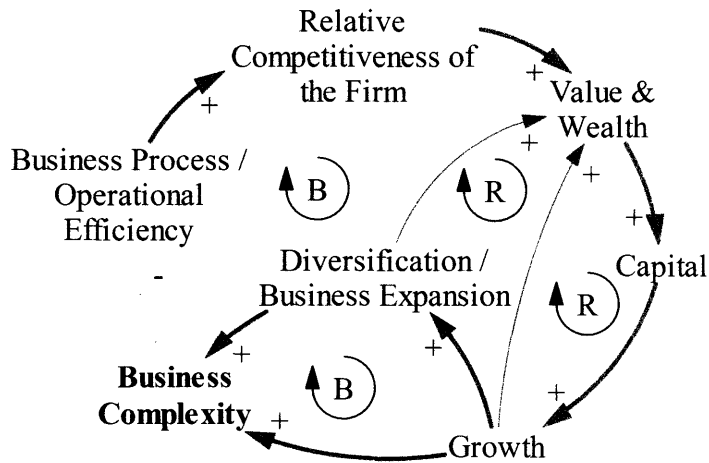 Relative
Competitiveness of
the Firm
+
+
Value &
Wealth
Business Process /
Operational
Efficiency
B
R
+
+
+
-
Diversification /
Business Expansion
Capital
R
+
+
Business
Complexity
B
+
+
Growth